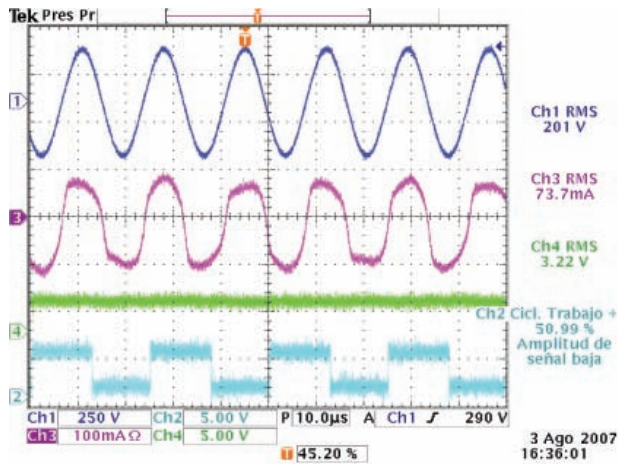 Tek Pres Pr
T
T
1
Ch1 RMS
201 V
3
Ch3 RMS
73.7mA
Ch4 RMS
3.22 V
4
Ch2 Cicl. Trabajo +
50.99 %
Amplitud de
señal baja
2
Ch1 250 V Ch2 5.00 V P 10.0µs A Ch1 290 V
Ch3 100mAΩ Ch4 5.00 V
T 45.20 %
3 Ago 2007
16:36:01